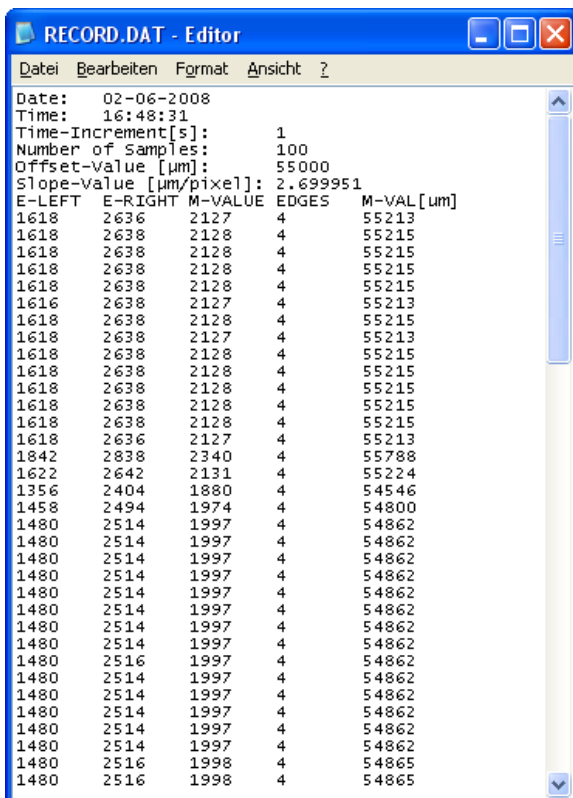 RECORD.DAT - Editor
Datei Bearbeiten Format Ansicht ?
Date: 02-06-2008
Time: 16:48:31
Time-Increment[s]: 1
Number of Samples: 100
Offset-Value [µm]: 55000
Slope-Value [µm/pixel]: 2.699951
E-LEFT E-RIGHT M-VALUE EDGES M-VAL[um]
1618 2636 2127 4 55213
1618 2638 2128 4 55215
1618 2638 2128 4 55215
1618 2638 2128 4 55215
1618 2638 2128 4 55215
1616 2638 2127 4 55213
1618 2638 2128 4 55215
1618 2638 2127 4 55213
1618 2638 2128 4 55215
1618 2638 2128 4 55215
1618 2638 2128 4 55215
1618 2638 2128 4 55215
1618 2638 2128 4 55215
1618 2636 2127 4 55213
1842 2838 2340 4 55788
1622 2642 2131 4 55224
1356 2404 1880 4 54546
1458 2494 1974 4 54800
1480 2514 1997 4 54862
1480 2514 1997 4 54862
1480 2514 1997 4 54862
1480 2514 1997 4 54862
1480 2514 1997 4 54862
1480 2514 1997 4 54862
1480 2514 1997 4 54862
1480 2514 1997 4 54862
1480 2516 1997 4 54862
1480 2514 1997 4 54862
1480 2514 1997 4 54862
1480 2514 1997 4 54862
1480 2514 1997 4 54862
1480 2514 1997 4 54862
1480 2516 1998 4 54865
1480 2516 1998 4 54865